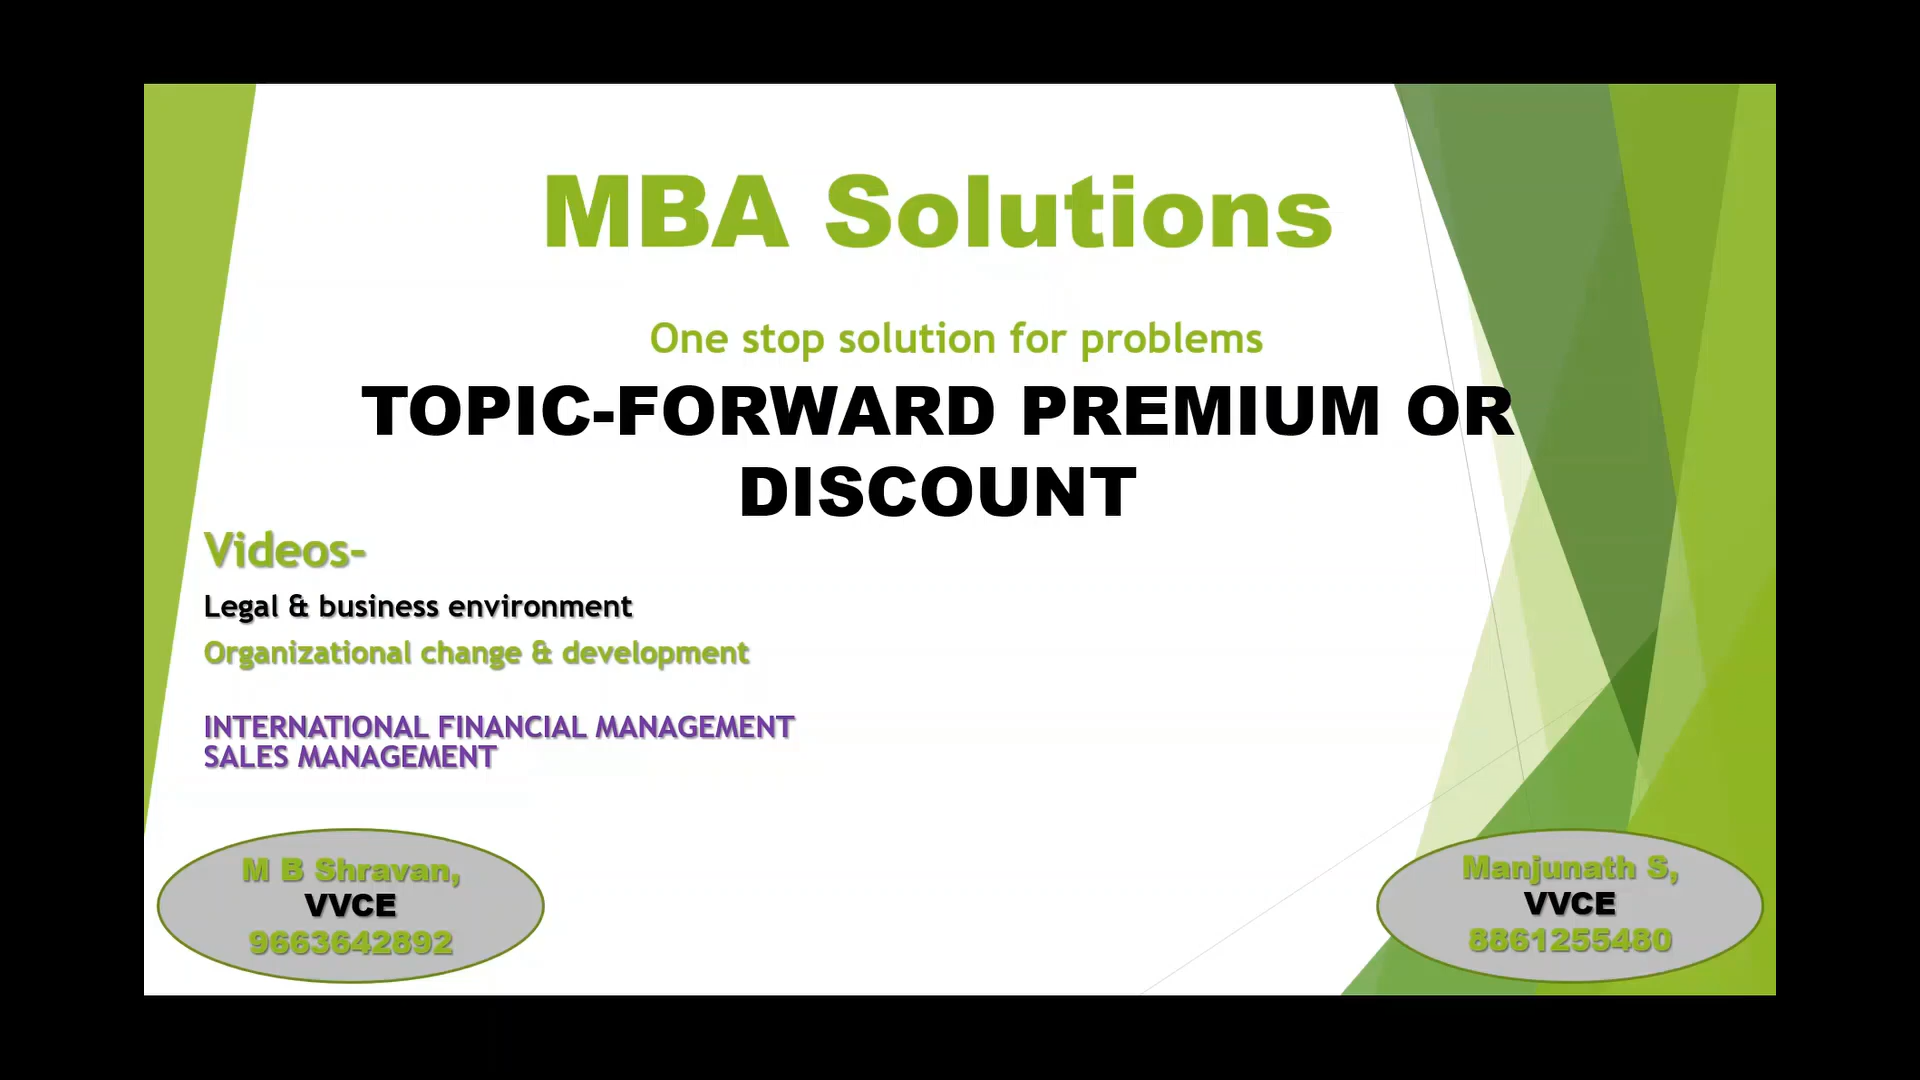 MBA Solutions
One stop solution for problems
TOPIC-FORWARD PREMIUM OR
DISCOUNT
Videos-
Legal & business environment
Organizational change & development
INTERNATIONAL FINANCIAL MANAGEMENT
SALES MANAGEMENT
M B Shravan,
VVCE
9663642892
Manjunath S,
VVCE
8861255480